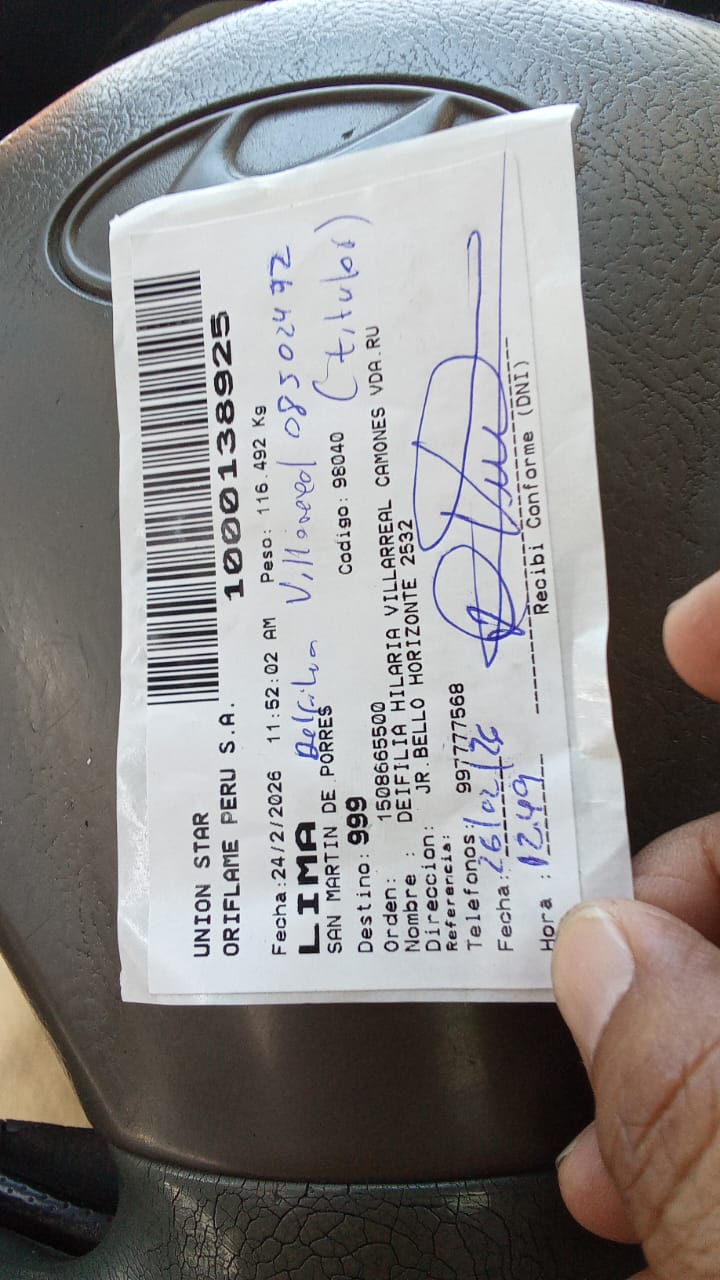 UNION STAR
ORIFLAME PERU S.A. 1000138925
Fecha:24/2/2026 11:52:02 AM Peso: 116.492 Kg
LIMA Villarreal 08502472
SAN MARTIN DE PORRES (titular)
Destino: 999 Codigo: 98040
Orden: 1508665500
Nombre : DEIFILIA HILARIA VILLARREAL CAMONES VDA.RU
Direccion: JR.BELLO HORIZONTE 2532
Referencia:
Telefonos: 997777568
Fecha: 26/02/26
Hora : 12:49 Recibi Conforme (DNI)